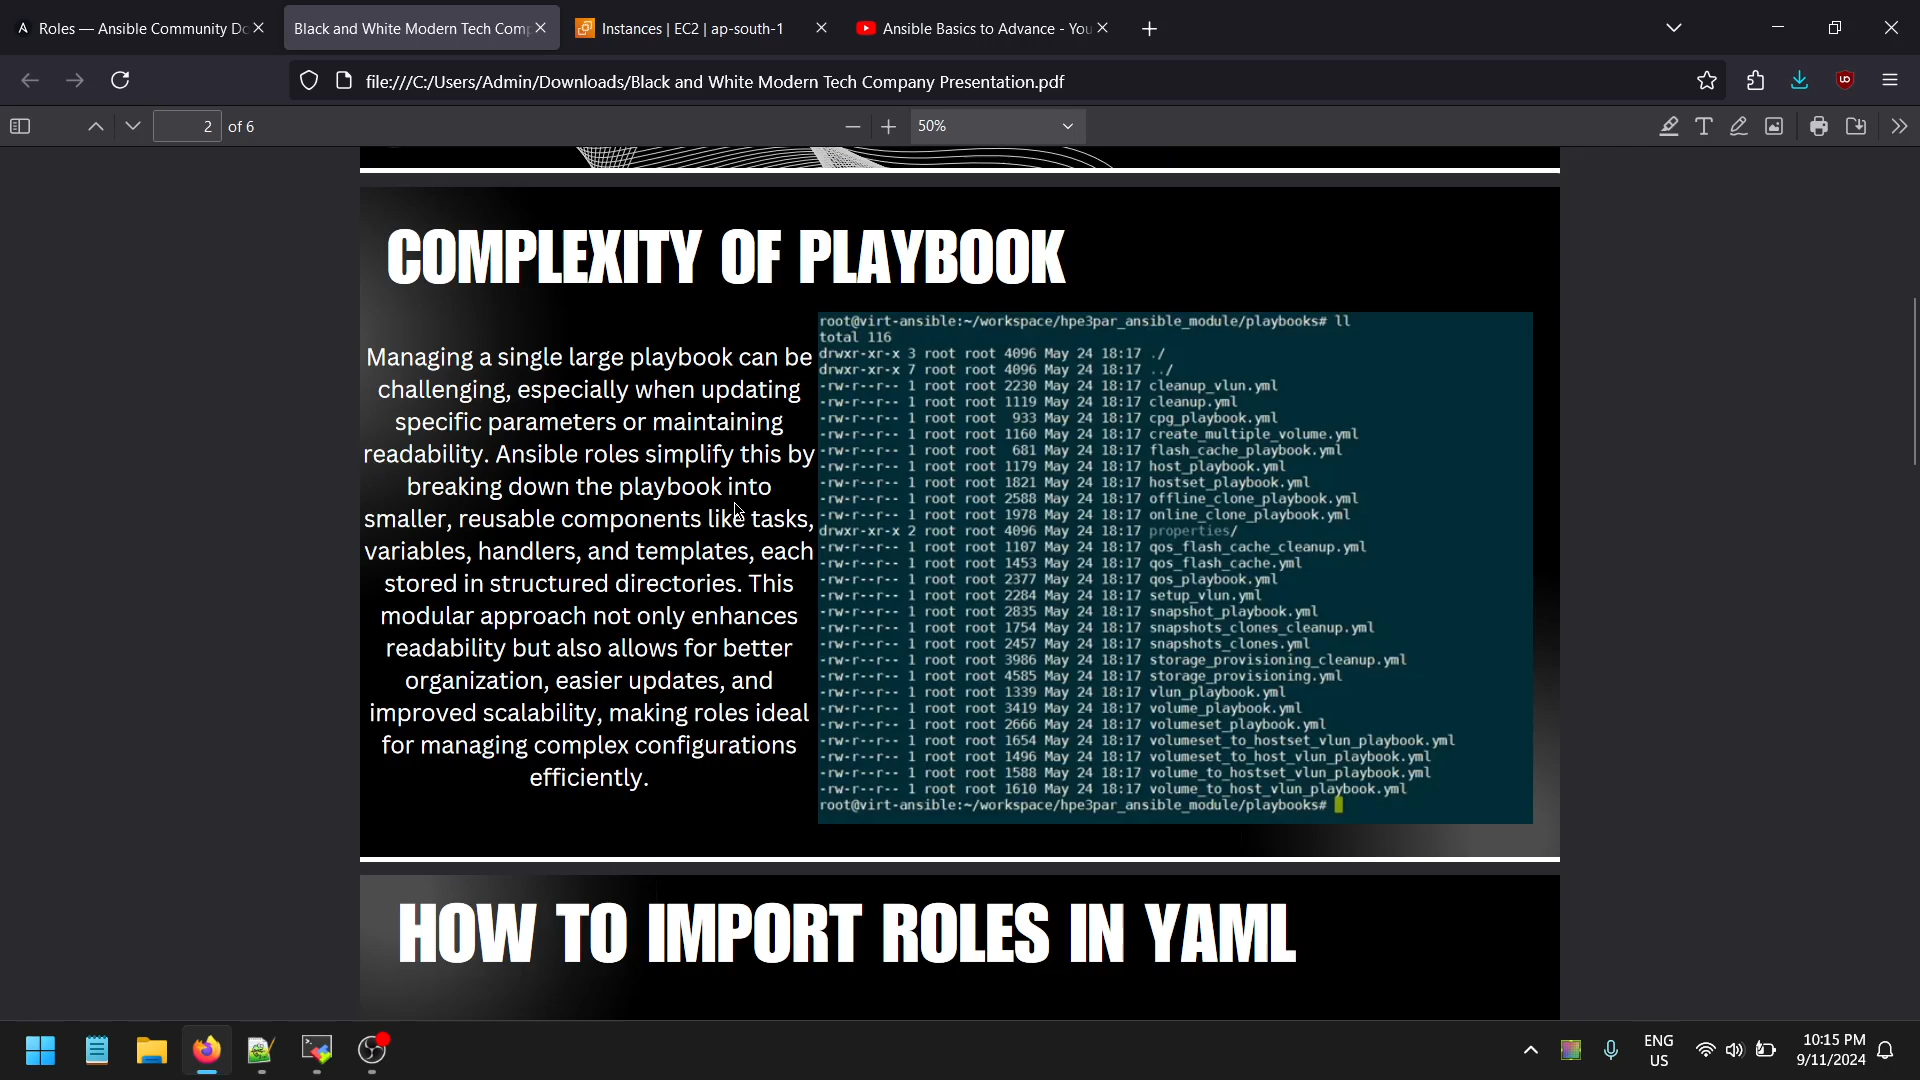 Roles — Ansible Community Do
Black and White Modern Tech Com
Instances | EC2 | ap-south-1
Ansible Basics to Advance - You
file:///C:/Users/Admin/Downloads/Black and White Modern Tech Company Presentation.pdf
2 of 6
50%
COMPLEXITY OF PLAYBOOK
Managing a single large playbook can be
challenging, especially when updating
specific parameters or maintaining
readability. Ansible roles simplify this by
breaking down the playbook into
smaller, reusable components like tasks,
variables, handlers, and templates, each
stored in structured directories. This
modular approach not only enhances
readability but also allows for better
organization, easier updates, and
improved scalability, making roles ideal
for managing complex configurations
efficiently.
root@virt-ansible:~/workspace/hpe3par_ansible_module/playbooks# ll
total 116
drwxr-xr-x 3 root root 4096 May 24 18:17 ./
drwxr-xr-x 7 root root 4096 May 24 18:17 ../
-rw-r--r-- 1 root root 2230 May 24 18:17 cleanup_vlun.yml
-rw-r--r-- 1 root root 1119 May 24 18:17 cleanup.yml
-rw-r--r-- 1 root root  933 May 24 18:17 cpg_playbook.yml
-rw-r--r-- 1 root root 1160 May 24 18:17 create_multiple_volume.yml
-rw-r--r-- 1 root root  681 May 24 18:17 flash_cache_playbook.yml
-rw-r--r-- 1 root root 1179 May 24 18:17 host_playbook.yml
-rw-r--r-- 1 root root 1821 May 24 18:17 hostset_playbook.yml
-rw-r--r-- 1 root root 2588 May 24 18:17 offline_clone_playbook.yml
-rw-r--r-- 1 root root 1978 May 24 18:17 online_clone_playbook.yml
drwxr-xr-x 2 root root 4096 May 24 18:17 properties/
-rw-r--r-- 1 root root 1107 May 24 18:17 qos_flash_cache_cleanup.yml
-rw-r--r-- 1 root root 1453 May 24 18:17 qos_flash_cache.yml
-rw-r--r-- 1 root root 2377 May 24 18:17 qos_playbook.yml
-rw-r--r-- 1 root root 2284 May 24 18:17 setup_vlun.yml
-rw-r--r-- 1 root root 2835 May 24 18:17 snapshot_playbook.yml
-rw-r--r-- 1 root root 1754 May 24 18:17 snapshots_clones_cleanup.yml
-rw-r--r-- 1 root root 2457 May 24 18:17 snapshots_clones.yml
-rw-r--r-- 1 root root 3986 May 24 18:17 storage_provisioning_cleanup.yml
-rw-r--r-- 1 root root 4585 May 24 18:17 storage_provisioning.yml
-rw-r--r-- 1 root root 1339 May 24 18:17 vlun_playbook.yml
-rw-r--r-- 1 root root 3419 May 24 18:17 volume_playbook.yml
-rw-r--r-- 1 root root 2666 May 24 18:17 volumeset_playbook.yml
-rw-r--r-- 1 root root 1654 May 24 18:17 volumeset_to_hostset_vlun_playbook.yml
-rw-r--r-- 1 root root 1496 May 24 18:17 volumeset_to_host_vlun_playbook.yml
-rw-r--r-- 1 root root 1588 May 24 18:17 volume_to_hostset_vlun_playbook.yml
-rw-r--r-- 1 root root 1610 May 24 18:17 volume_to_host_vlun_playbook.yml
root@virt-ansible:~/workspace/hpe3par_ansible_module/playbooks#
HOW TO IMPORT ROLES IN YAML
ENG
US
10:15 PM
9/11/2024